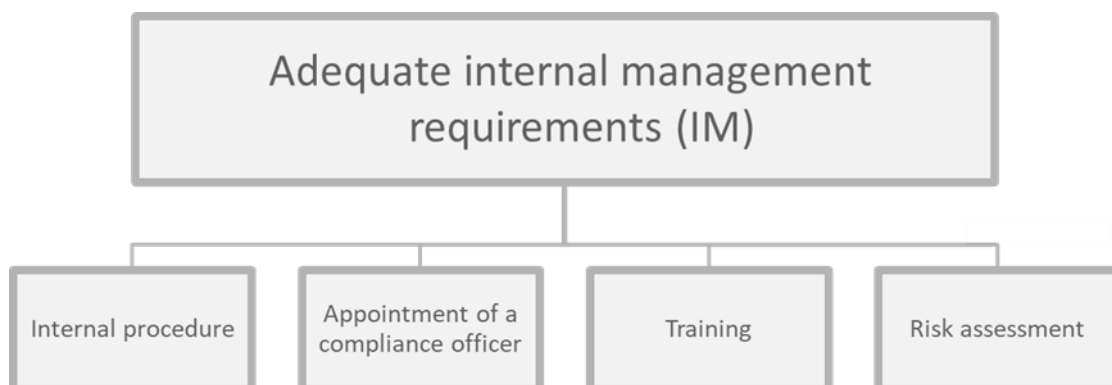 Adequate internal management
requirements (IM)
Internal procedure
Appointment of a
compliance officer
Training
Risk assessment